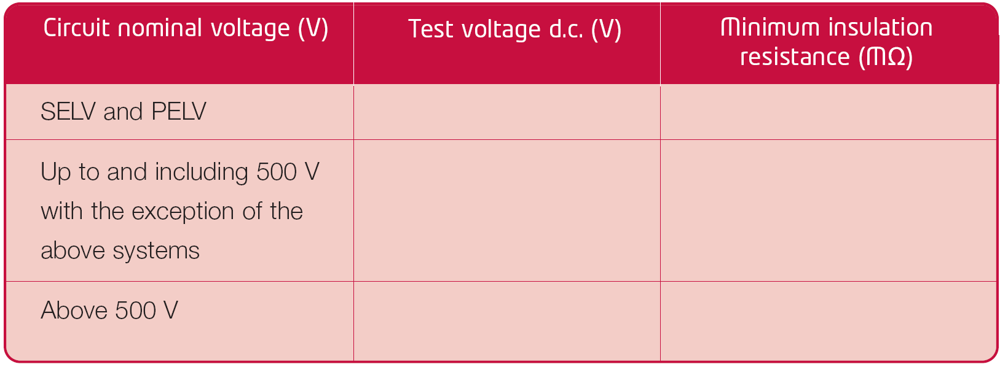 Circuit nominal voltage (V)
Test voltage d.c. (V)
Minimum insulation
resistance (MΩ)
SELV and PELV
Up to and including 500 V
with the exception of the
above systems
Above 500 V